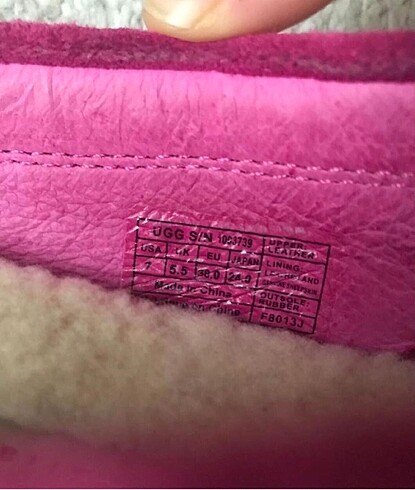 UGG S/N 1003739
UPPER:
LEATHER
USA UK EU JAPAN
LINING:
7 5.5 38.0 24.0
Made in China
OUTSOLE:
RUBBER
F80133